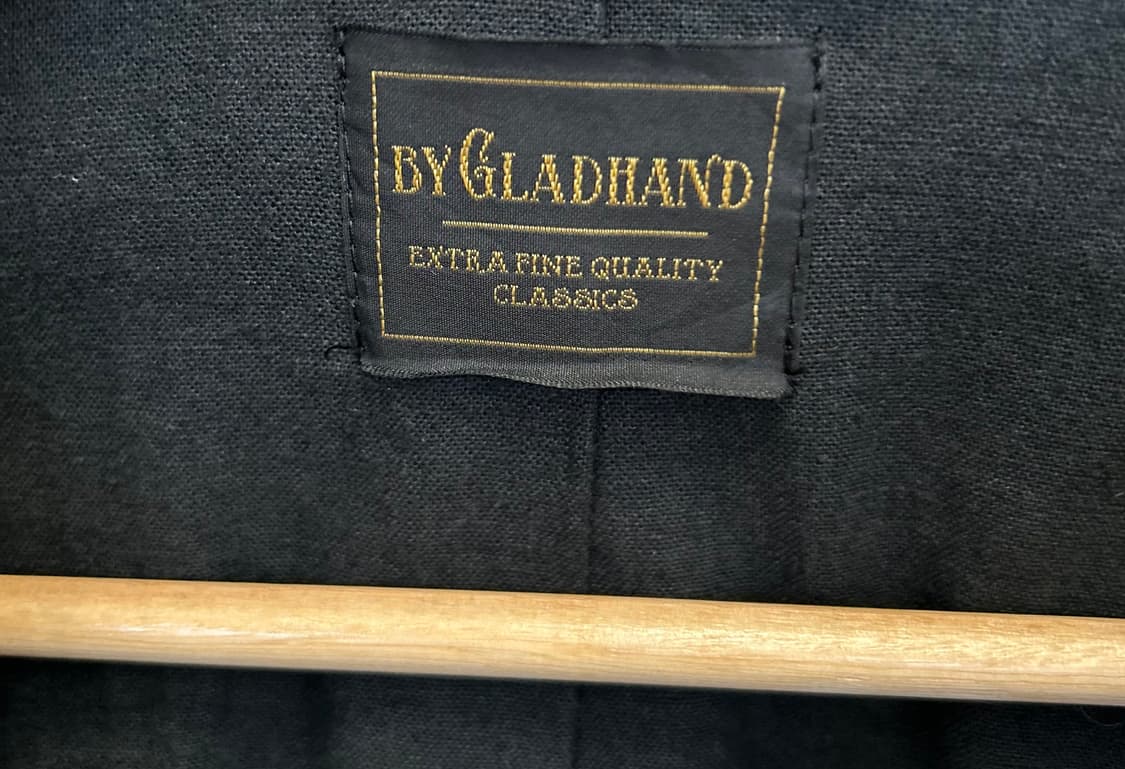 BY GLADHAND
EXTRA FINE QUALITY
CLASSICS